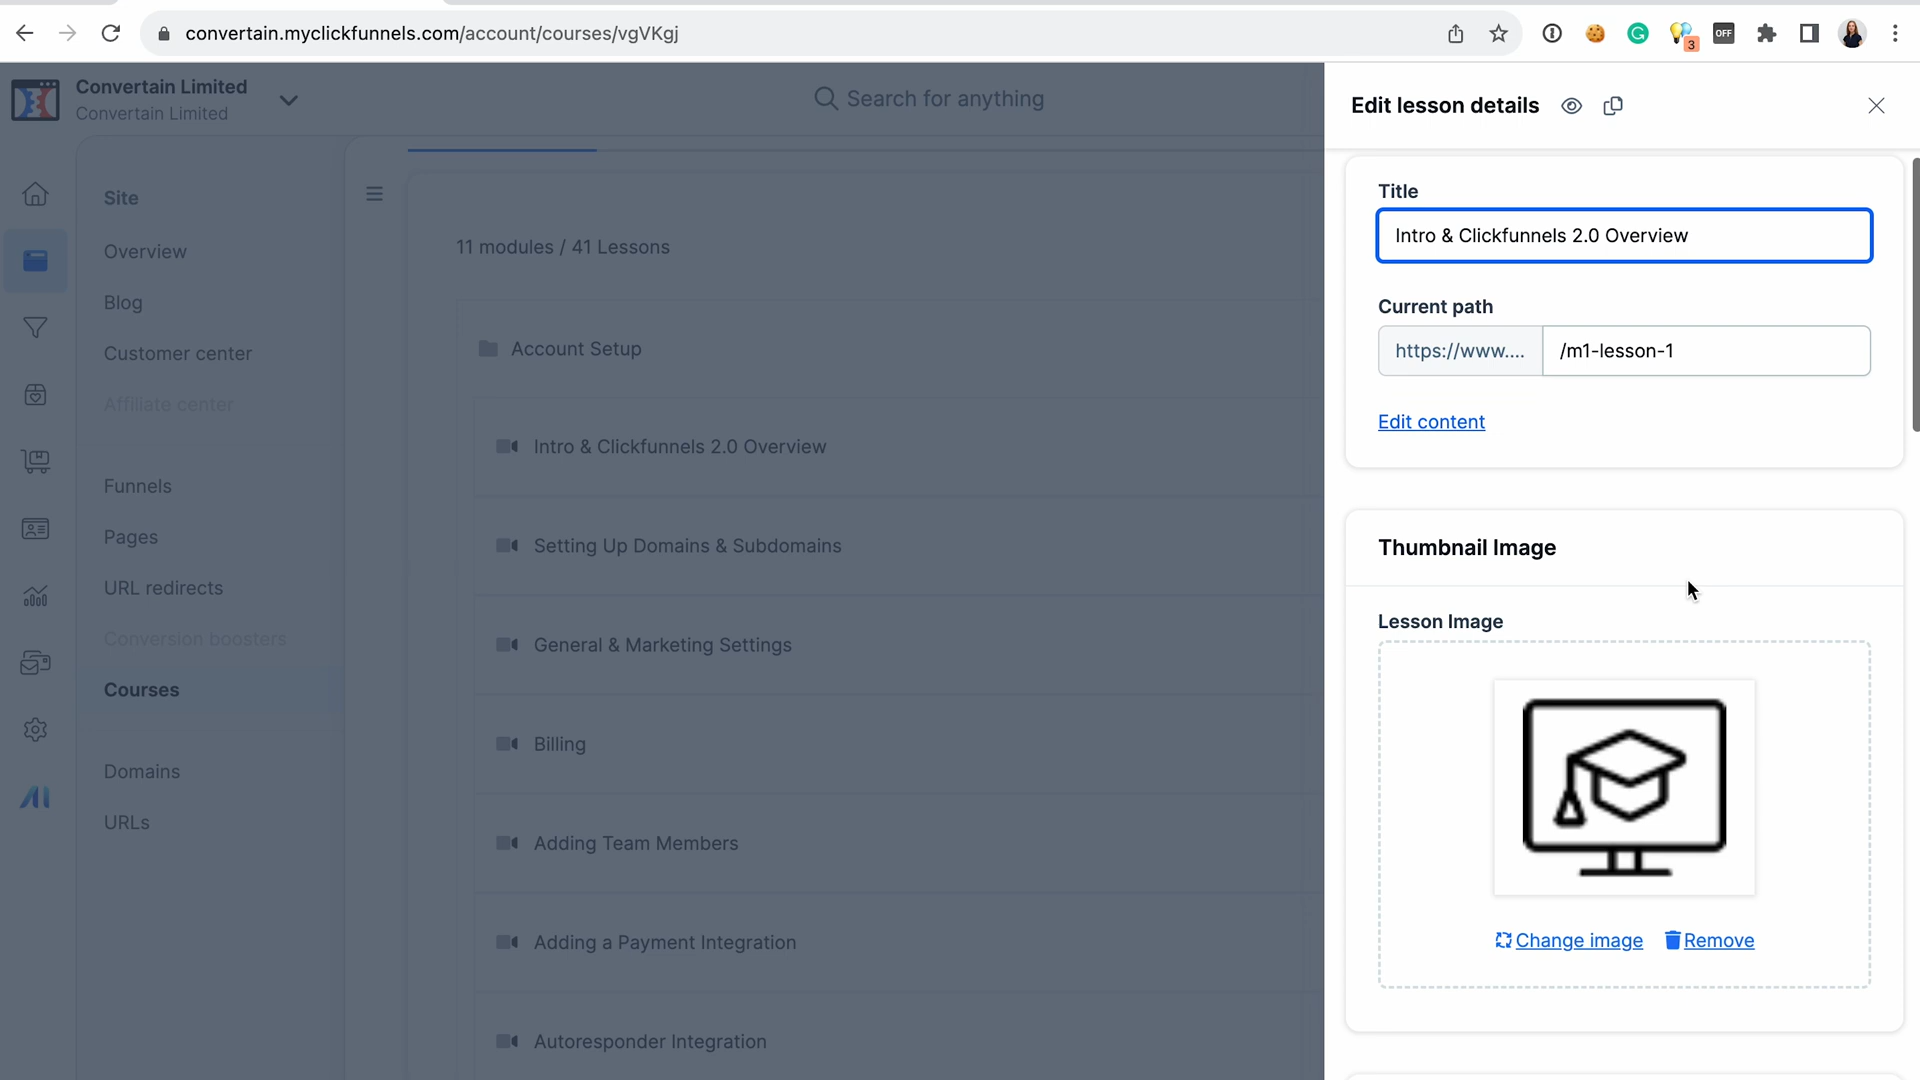 convertain.myclickfunnels.com/account/courses/vgVKgj
3
OFF
Convertain Limited
Convertain Limited
Search for anything
Site
Overview
Blog
Customer center
Affiliate center
Funnels
Pages
URL redirects
Conversion boosters
Courses
Domains
URLs
11 modules / 41 Lessons
Account Setup
Intro & Clickfunnels 2.0 Overview
Setting Up Domains & Subdomains
General & Marketing Settings
Billing
Adding Team Members
Adding a Payment Integration
Autoresponder Integration
Edit lesson details
Title
Intro & Clickfunnels 2.0 Overview
Current path
https://www.... /m1-lesson-1
Edit content
Thumbnail Image
Lesson Image
Change image Remove